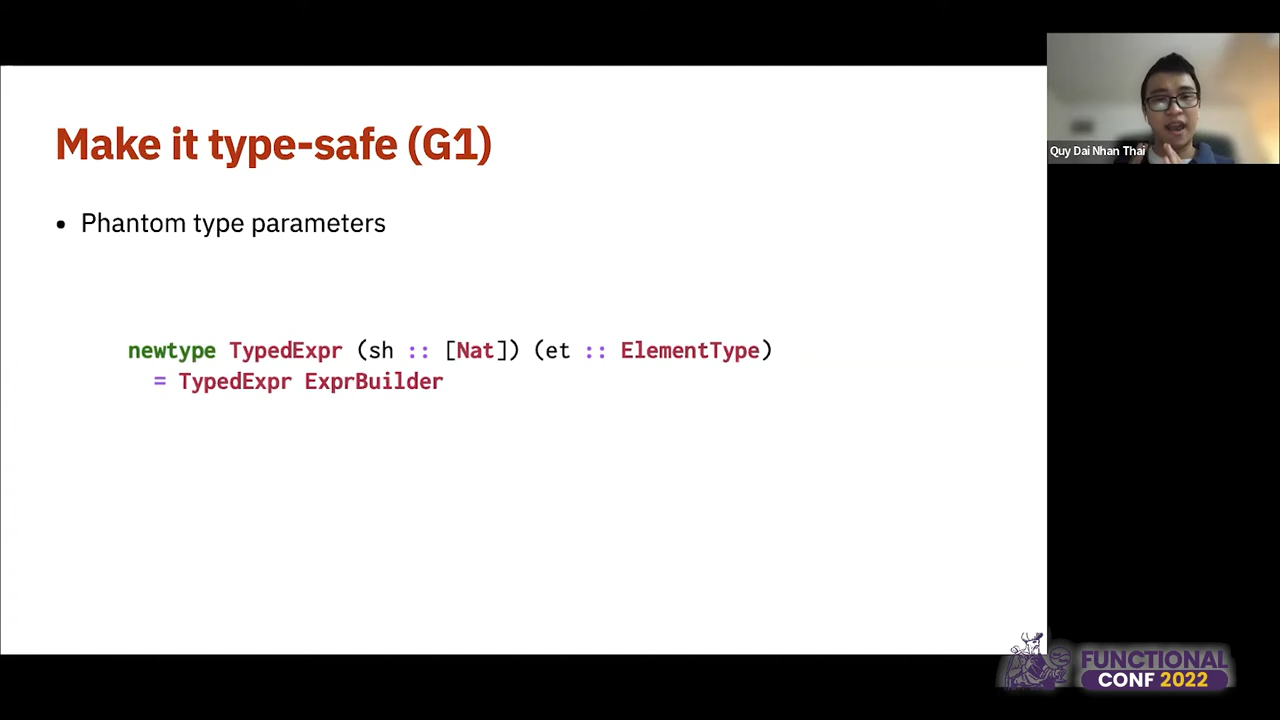 Make it type-safe (G1)
• Phantom type parameters
newtype TypedExpr (sh :: [Nat]) (et :: ElementType)
= TypedExpr ExprBuilder
Quy Dai Nhan Thai
FUNCTIONAL
CONF 2022